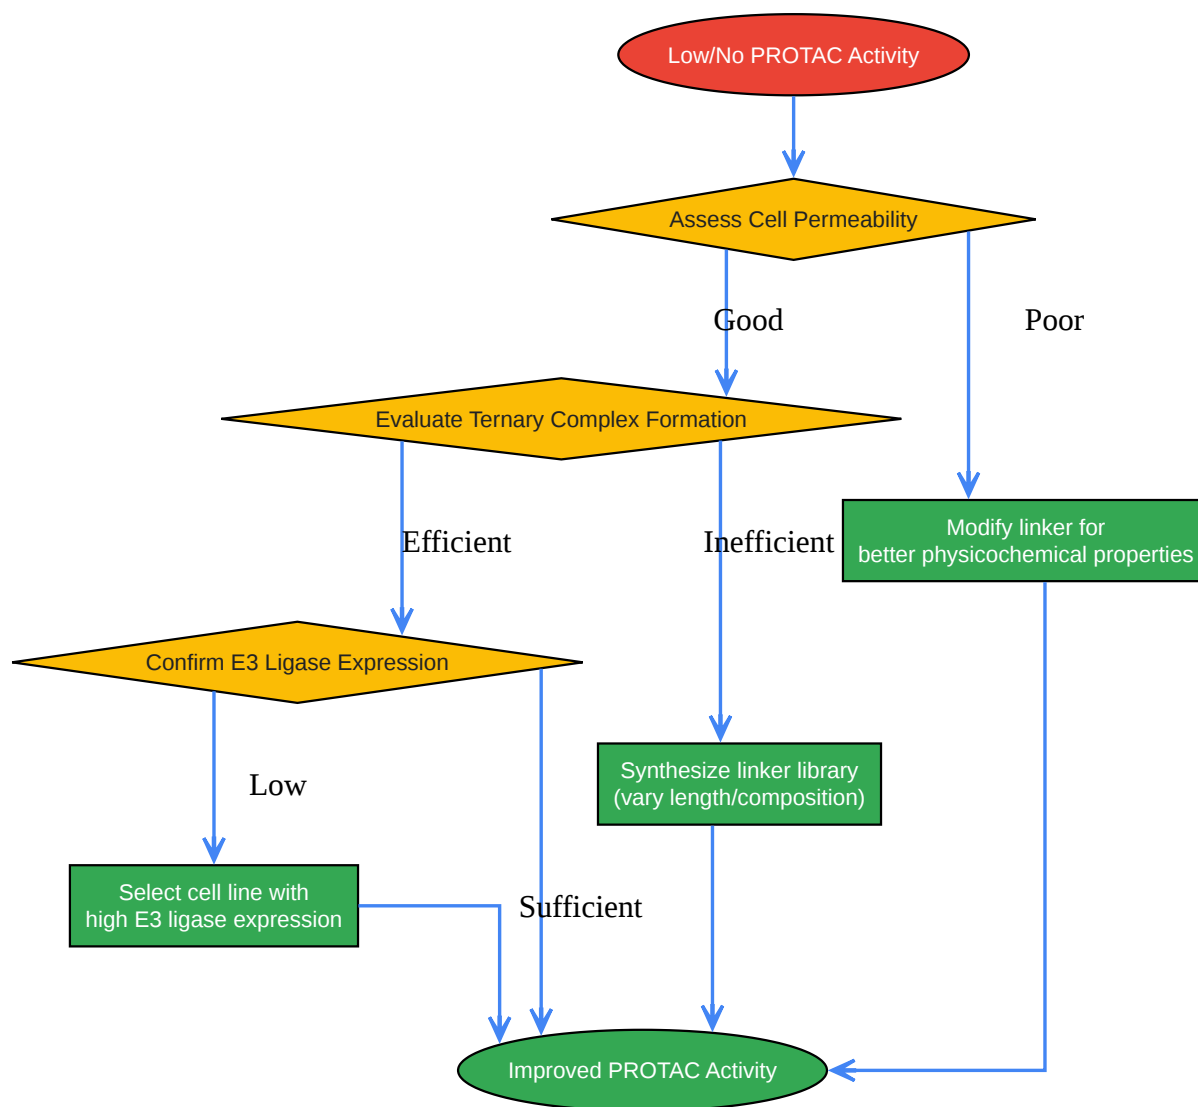 Low/No PROTAC Activity
Assess Cell Permeability
Good
Poor
Evaluate Ternary Complex Formation
Efficient
Inefficient
Modify linker for
better physicochemical properties
Confirm E3 Ligase Expression
Low
Synthesize linker library
(vary length/composition)
Select cell line with
high E3 ligase expression
Sufficient
Improved PROTAC Activity